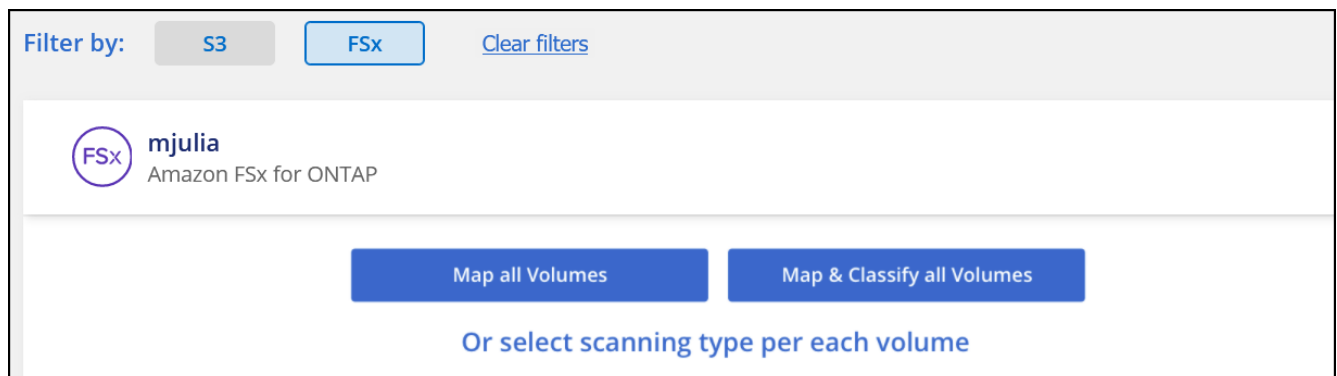 Filter by: S3 FSx Clear filters
FSx mjulia
Amazon FSx for ONTAP
Map all Volumes Map & Classify all Volumes
Or select scanning type per each volume